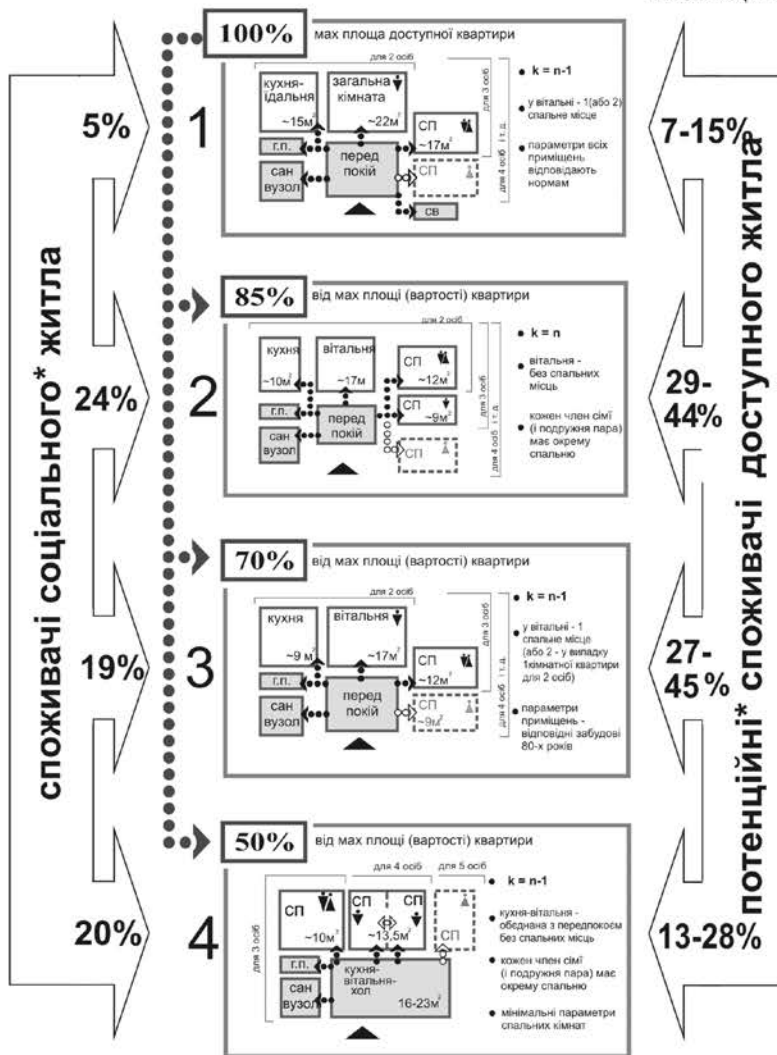 100%
мах площа доступної квартири
для 2 осіб
кухня-
їдальня
~15м²
загальна
кімната
~22м²
г.п.
сан
вузол
перед
покій
СП
~17м²
СП
св
для 3 осіб
для 4 осіб і т. д.
k = n-1
у вітальні - 1(або 2)
спальне місце
параметри всіх
приміщень
відповідають
нормам
1
5%
7-15%
85%
від мах площі (вартості) квартири
для 2 осіб
кухня
~10м²
вітальня
~17м
г.п.
сан
вузол
перед
покій
СП
~12м²
СП
~9м²
СП
для 3 осіб
для 4 осіб і т. д.
k = n
вітальня -
без спальних
місць
кожен член сімї
(і подружня пара)
має окрему
спальню
2
24%
29-
44%
70%
від мах площі (вартості) квартири
для 2 осіб
кухня
~9 м²
вітальня
~17м²
г.п.
сан
вузол
перед
покій
СП
~12м²
СП
~9м²
для 3 осіб
для 4 осіб і т. д.
k = n-1
у вітальні - 1
спальне місце
(або 2 - у випадку
1кімнатної квартири
для 2 осіб)
параметри
приміщень -
відповідні забудові
80-х років
3
19%
27-
45%
50%
від мах площі (вартості) квартири
для 3 осіб
для 4 осіб
для 5 осіб
СП
~10м²
СП
СП
~13,5м²
СП
г.п.
сан
вузол
кухня-
вітальня-
хол
16-23м²
k = n-1
кухня-вітальня -
обєднана з передпокоєм
без спальних місць
кожен член сімї
(і подружня пара) має
окрему спальню
мінімальні параметри
спальних кімнат
4
20%
13-28%
споживачі соціального* житла
потенційні* споживачі доступного житла